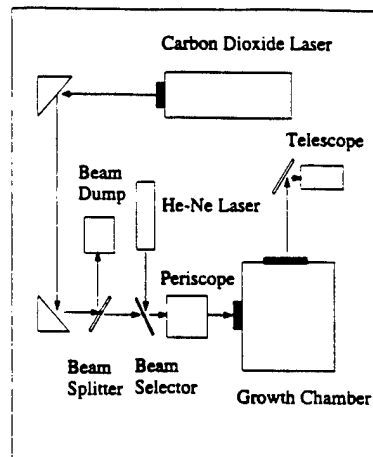 Carbon Dioxide Laser
Telescope
Beam
Dump
He-Ne Laser
Periscope
Beam
Splitter
Beam
Selector
Growth Chamber